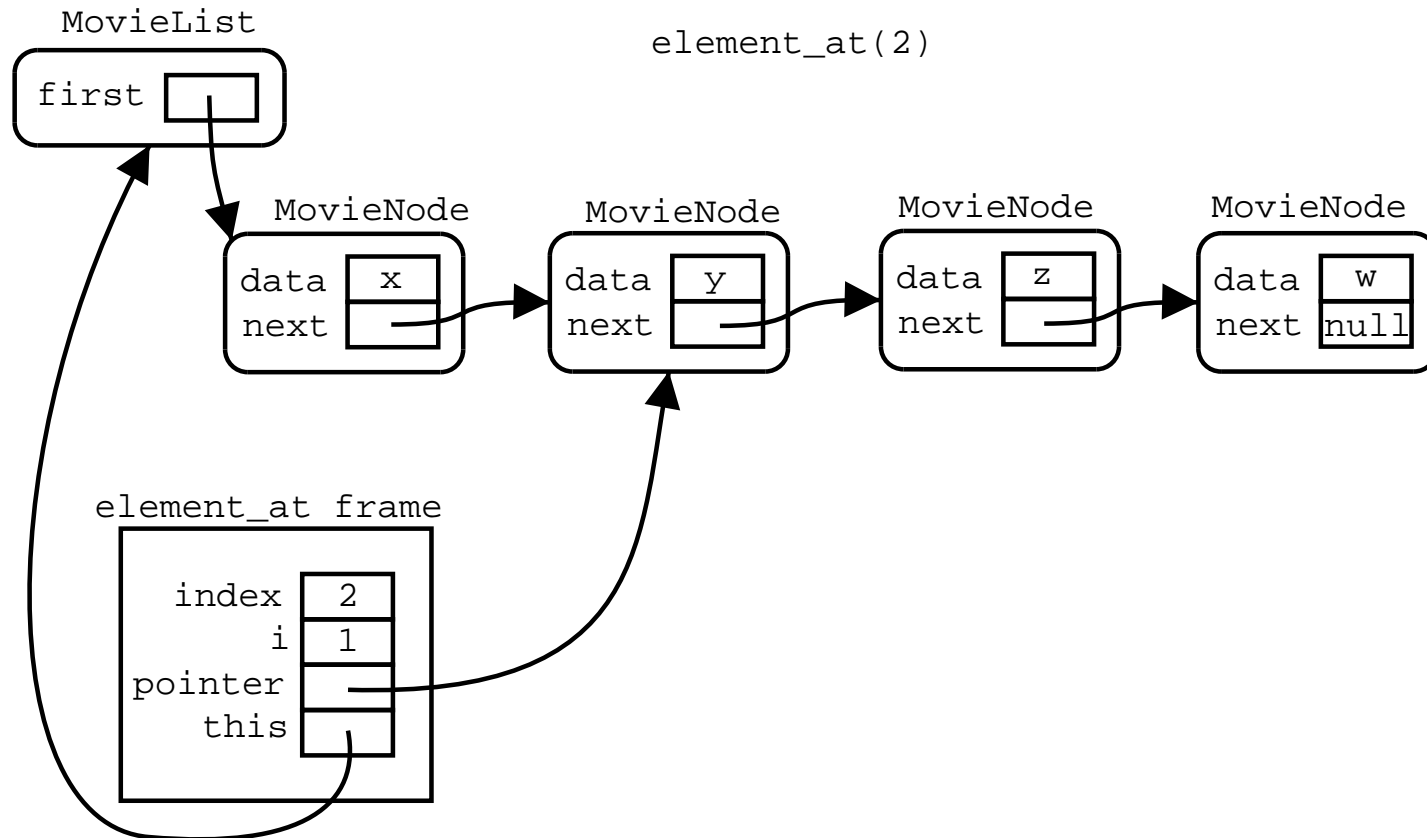 MovieList
element_at(2)
first
MovieNode
MovieNode
MovieNode
MovieNode
data x
next
data y
next
data z
next
data w
next null
element_at frame
index 2
i 1
pointer
this